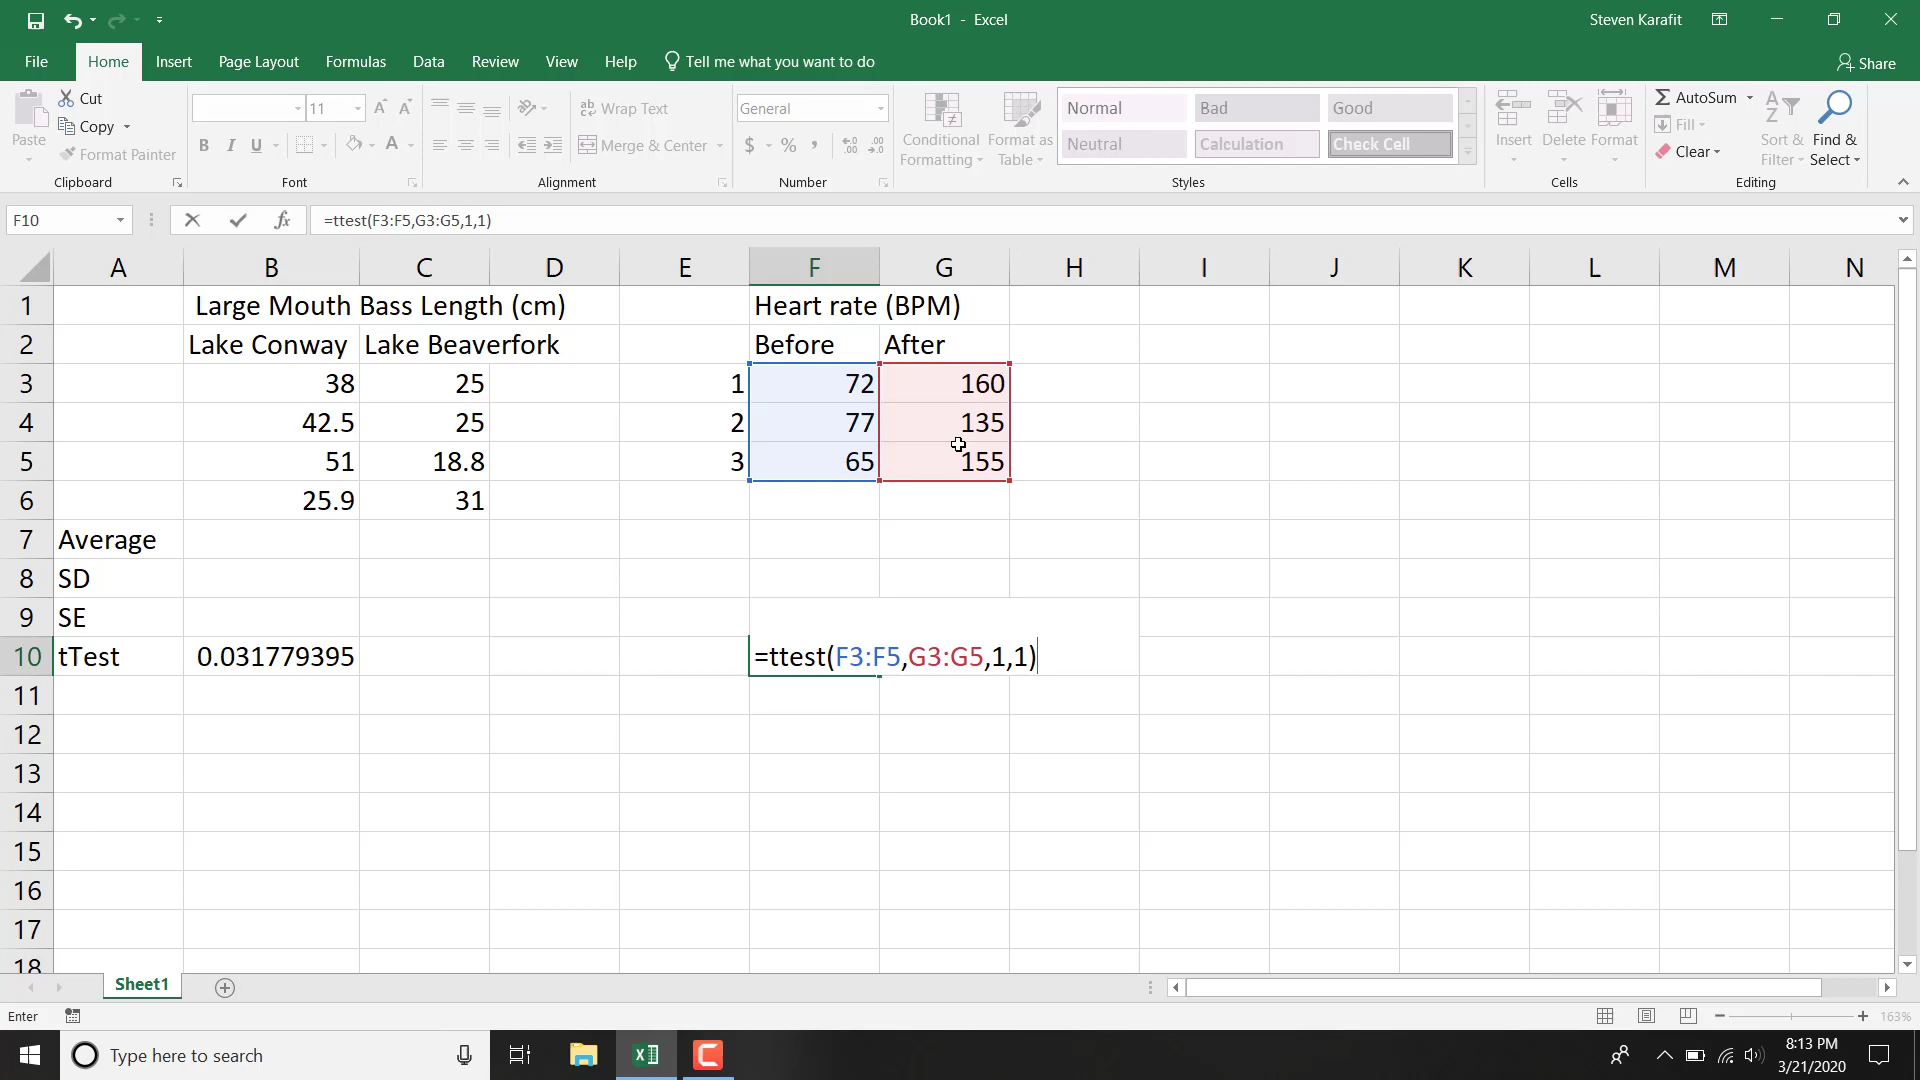 Book1 - Excel
Steven Karafit
File Home Insert Page Layout Formulas Data Review View Help Tell me what you want to do
Share
Paste
Cut
Copy
Format Painter
Clipboard
11
B I U
A
Font
Wrap Text
Merge & Center
Alignment
General
$ % ,
Number
Conditional Formatting
Format as Table
Normal Bad Good
Neutral Calculation Check Cell
Styles
Insert Delete Format
Cells
AutoSum
Fill
Clear
Sort & Filter
Find & Select
Editing
F10
fx
=ttest(F3:F5,G3:G5,1,1)
A B C D E F G H I J K L M N
1 Large Mouth Bass Length (cm) Heart rate (BPM)
2 Lake Conway Lake Beaverfork Before After
3 38 25 1 72 160
4 42.5 25 2 77 135
5 51 18.8 3 65 155
6 25.9 31
7 Average
8 SD
9 SE
10 tTest 0.031779395 =ttest(F3:F5,G3:G5,1,1)
11
12
13
14
15
16
17
18
Sheet1
Enter
163%
Type here to search
8:13 PM
3/21/2020